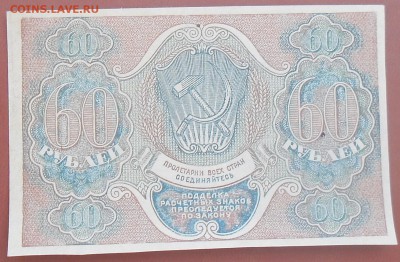 COINS.ЛАVE.RU
60 60
60 60
РУБЛЕЙ РУБЛЕЙ
ПРОЛЕТАРИИ ВСЕХ СТРАН
СОЕДИНЯЙТЕСЬ
ПОДДЕЛКА
РАСЧЕТНЫХ ЗНАКОВ
ПРЕСЛЕДУЕТСЯ
ПО ЗАКОНУ
60 60